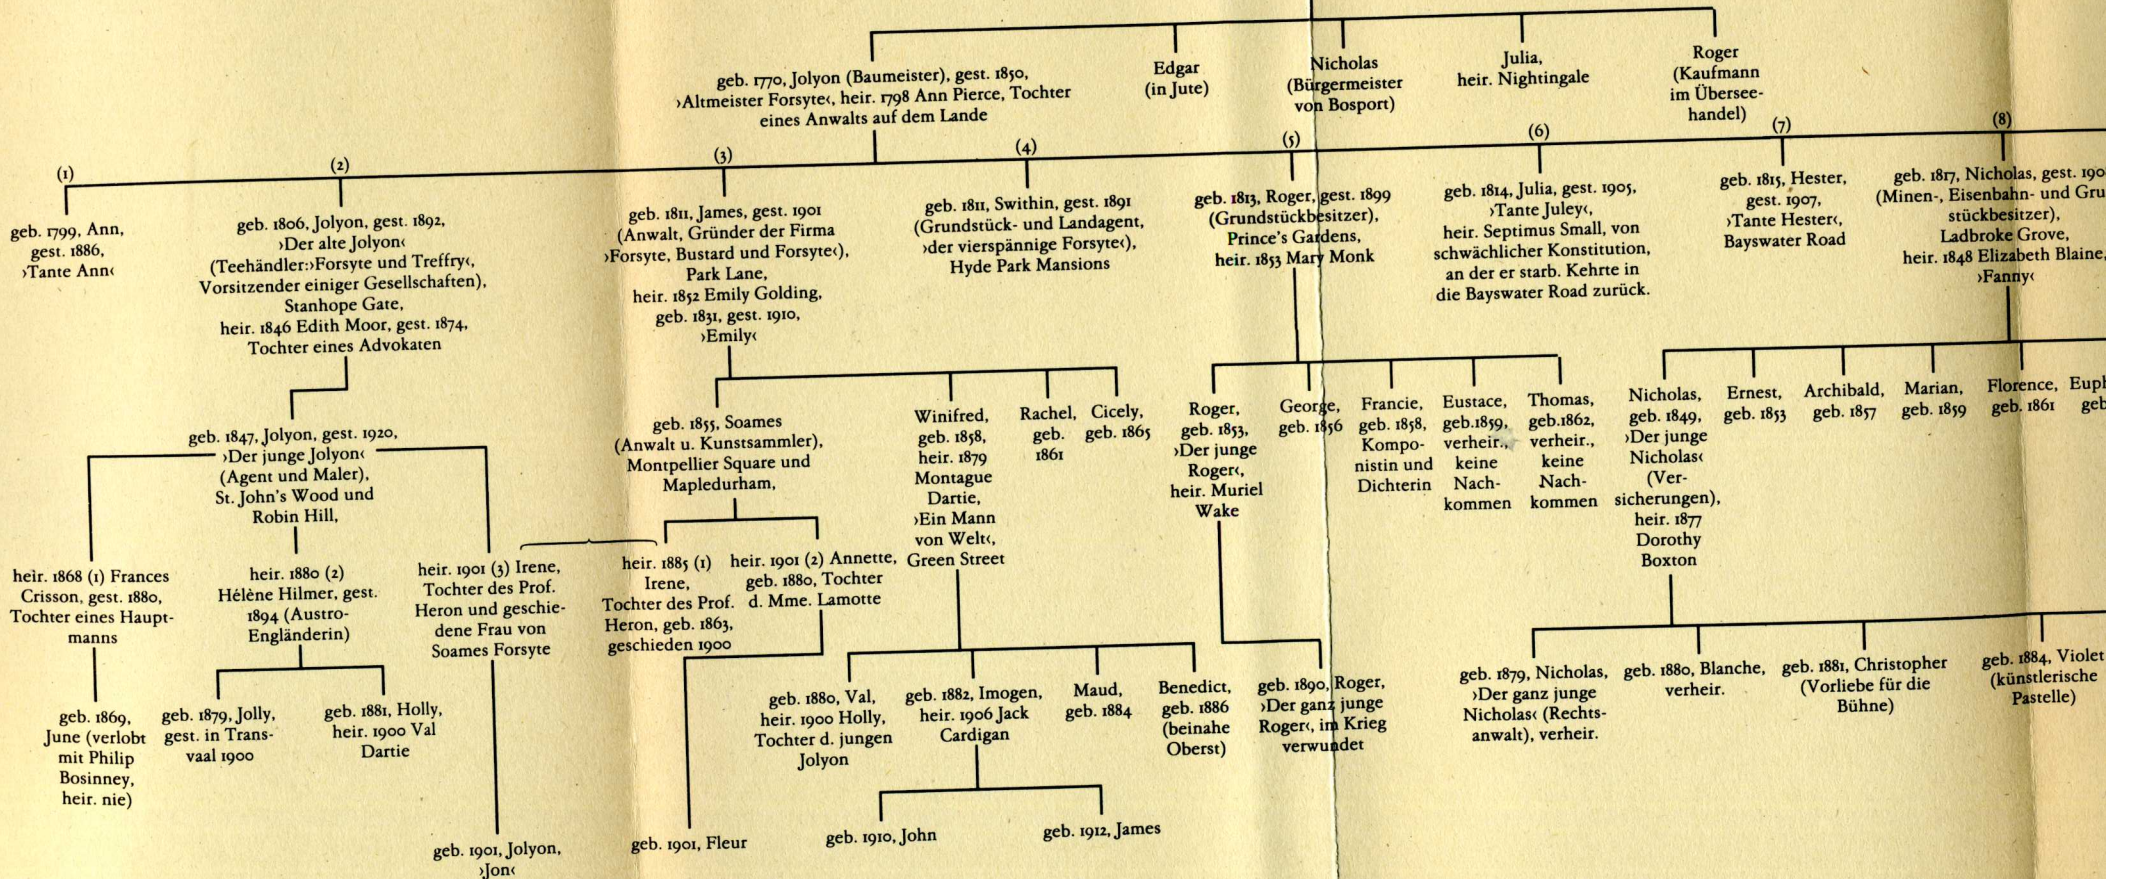 geb. 1770, Jolyon (Baumeister), gest. 1850,
›Altmeister Forsyte‹, heir. 1798 Ann Pierce, Tochter
eines Anwalts auf dem Lande
Edgar
(in Jute)
Nicholas
(Bürgermeister
von Bosport)
Julia,
heir. Nightingale
Roger
(Kaufmann
im Übersee-
handel)
(1)
geb. 1799, Ann,
gest. 1886,
›Tante Ann‹
(2)
geb. 1806, Jolyon, gest. 1892,
›Der alte Jolyon‹
(Teehändler:›Forsyte und Treffry‹,
Vorsitzender einiger Gesellschaften),
Stanhope Gate,
heir. 1846 Edith Moor, gest. 1874,
Tochter eines Advokaten
(3)
geb. 1811, James, gest. 1901
(Anwalt, Gründer der Firma
›Forsyte, Bustard und Forsyte‹),
Park Lane,
heir. 1852 Emily Golding,
geb. 1831, gest. 1910,
›Emily‹
(4)
geb. 1811, Swithin, gest. 1891
(Grundstück- und Landagent,
›der vierspännige Forsyte‹),
Hyde Park Mansions
(5)
geb. 1813, Roger, gest. 1899
(Grundstückbesitzer),
Prince's Gardens,
heir. 1853 Mary Monk
(6)
geb. 1814, Julia, gest. 1905,
›Tante Juley‹,
heir. Septimus Small, von
schwächlicher Konstitution,
an der er starb. Kehrte in
die Bayswater Road zurück.
(7)
geb. 1815, Hester,
gest. 1907,
›Tante Hester‹,
Bayswater Road
(8)
geb. 1817, Nicholas, gest. 190
(Minen-, Eisenbahn- und Gru
stückbesitzer),
Ladbroke Grove,
heir. 1848 Elizabeth Blaine,
›Fanny‹
geb. 1847, Jolyon, gest. 1920,
›Der junge Jolyon‹
(Agent und Maler),
St. John's Wood und
Robin Hill,
geb. 1855, Soames
(Anwalt u. Kunstsammler),
Montpellier Square und
Mapledurham,
Winifred,
geb. 1858,
heir. 1879
Montague
Dartie,
›Ein Mann
von Welt‹,
Green Street
Rachel,
geb.
1861
Cicely,
geb. 1865
Roger,
geb. 1853,
›Der junge
Roger‹,
heir. Muriel
Wake
George,
geb. 1856
Francie,
geb. 1858,
Kompo-
nistin und
Dichterin
Eustace,
geb.1859,
verheir.,
keine
Nach-
kommen
Thomas,
geb.1862,
verheir.,
keine
Nach-
kommen
Nicholas,
geb. 1849,
›Der junge
Nicholas‹
(Ver-
sicherungen),
heir. 1877
Dorothy
Boxton
Ernest,
geb. 1853
Archibald,
geb. 1857
Marian,
geb. 1859
Florence,
geb. 1861
Euph
geb
heir. 1868 (1) Frances
Crisson, gest. 1880,
Tochter eines Haupt-
manns
heir. 1880 (2)
Hélène Hilmer, gest.
1894 (Austro-
Engländerin)
heir. 1901 (3) Irene,
Tochter des Prof.
Heron und geschie-
dene Frau von
Soames Forsyte
heir. 1885 (1)
Irene,
Tochter des Prof.
Heron, geb. 1863,
geschieden 1900
heir. 1901 (2) Annette,
geb. 1880, Tochter
d. Mme. Lamotte
geb. 1869,
June (verlobt
mit Philip
Bosinney,
heir. nie)
geb. 1879, Jolly,
gest. in Trans-
vaal 1900
geb. 1881, Holly,
heir. 1900 Val
Dartie
geb. 1880, Val,
heir. 1900 Holly,
Tochter d. jungen
Jolyon
geb. 1882, Imogen,
heir. 1906 Jack
Cardigan
Maud,
geb. 1884
Benedict,
geb. 1886
(beinahe
Oberst)
geb. 1890, Roger,
›Der ganz junge
Roger‹, im Krieg
verwundet
geb. 1879, Nicholas,
›Der ganz junge
Nicholas‹ (Rechts-
anwalt), verheir.
geb. 1880, Blanche,
verheir.
geb. 1881, Christopher
(Vorliebe für die
Bühne)
geb. 1884, Violet
(künstlerische
Pastelle)
geb. 1901, Jolyon,
›Jon‹
geb. 1901, Fleur
geb. 1910, John
geb. 1912, James